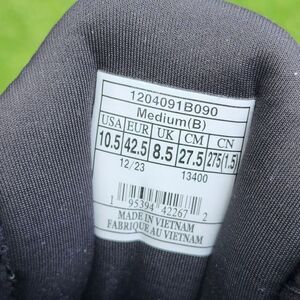 1204091B090
Medium(B)
USA EUR UK CM CN
10.5 42.5 8.5 27.5 275(1.5)
12/23 13400
1 95394 42267 2
MADE IN VIETNAM
FABRIQUE AU VIETNAM